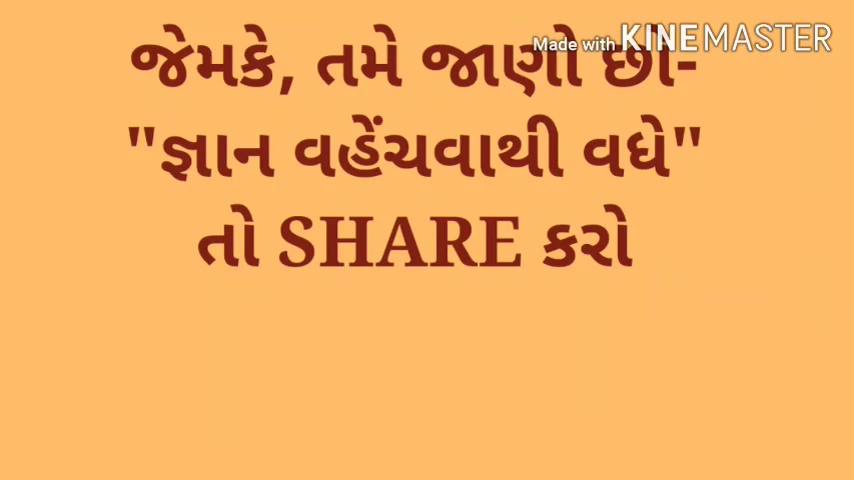 Made with KINEMASTER
જેમકે, તમે જાણો છો-
"જ્ઞાન વહેંચવાથી વધે"
તો SHARE કરો